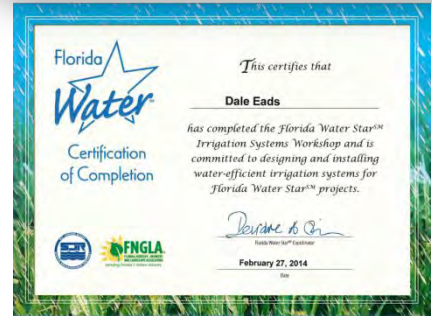 Florida
Water
Certification
of Completion
FNGLA
This certifies that
Dale Eads
has completed the Florida Water Star℠
Irrigation Systems Workshop and is
committed to designing and installing
water-efficient irrigation systems for
Florida Water Star℠ projects.
Florida Water Star℠ Coordinator
February 27, 2014
Date